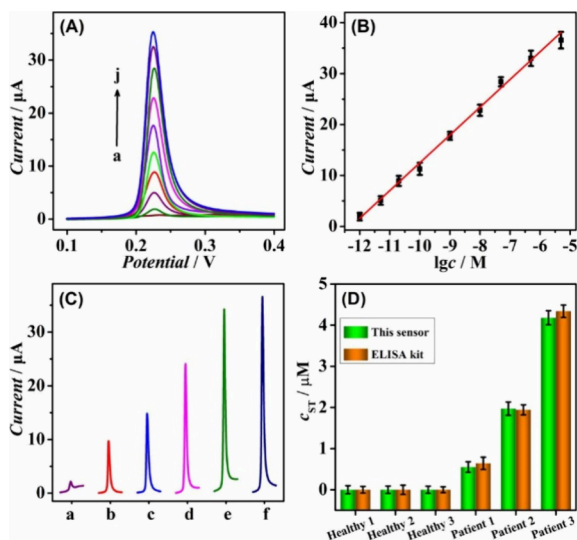 (A)
j
a
Current / μA
30
20
10
0
0.1 0.2 0.3 0.4
Potential / V
(B)
Current / μA
40
30
20
10
0
-12 -11 -10 -9 -8 -7 -6 -5
lgc / M
(C)
Current / μA
30
20
10
0
a b c d e f
(D)
This sensor
ELISA kit
cST / μM
5
4
3
2
1
0
Healthy 1 Healthy 2 Healthy 3 Patient 1 Patient 2 Patient 3